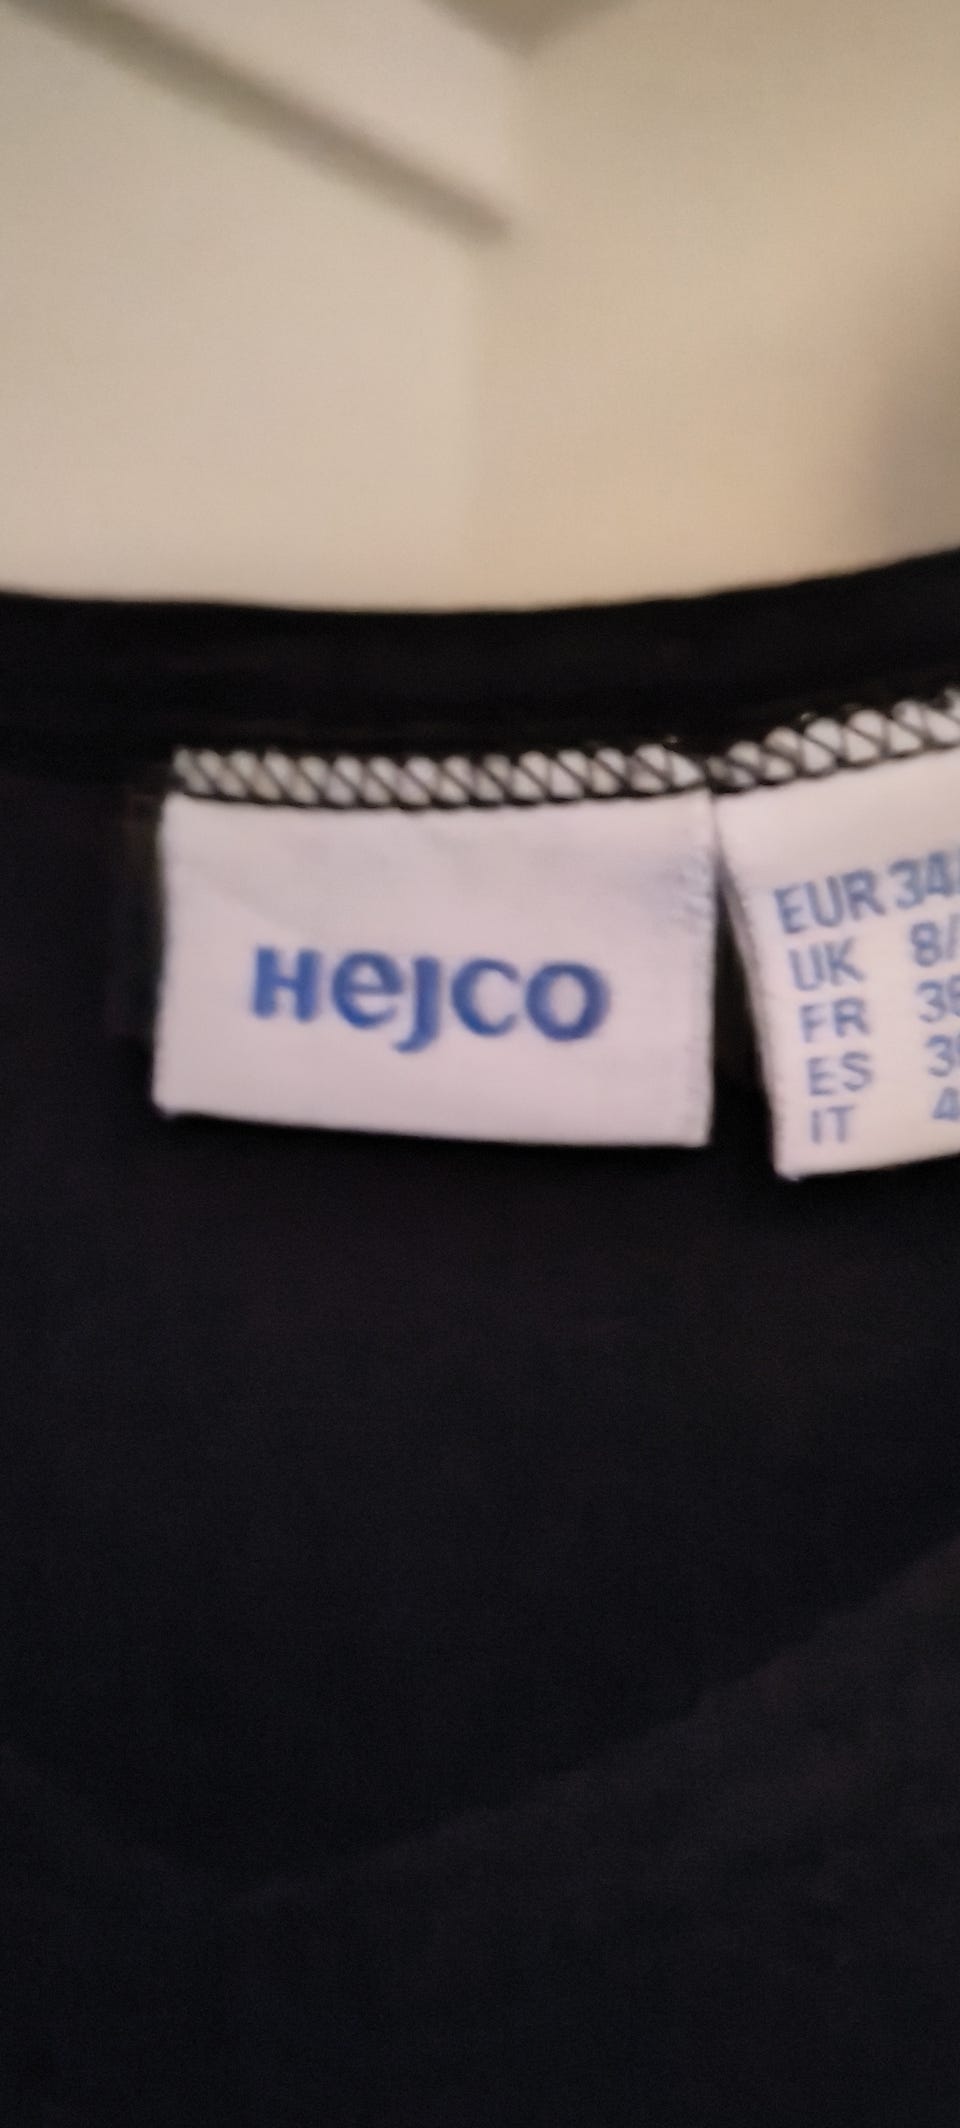 Hejco
EUR 34/
UK 8/
FR
ES
IT